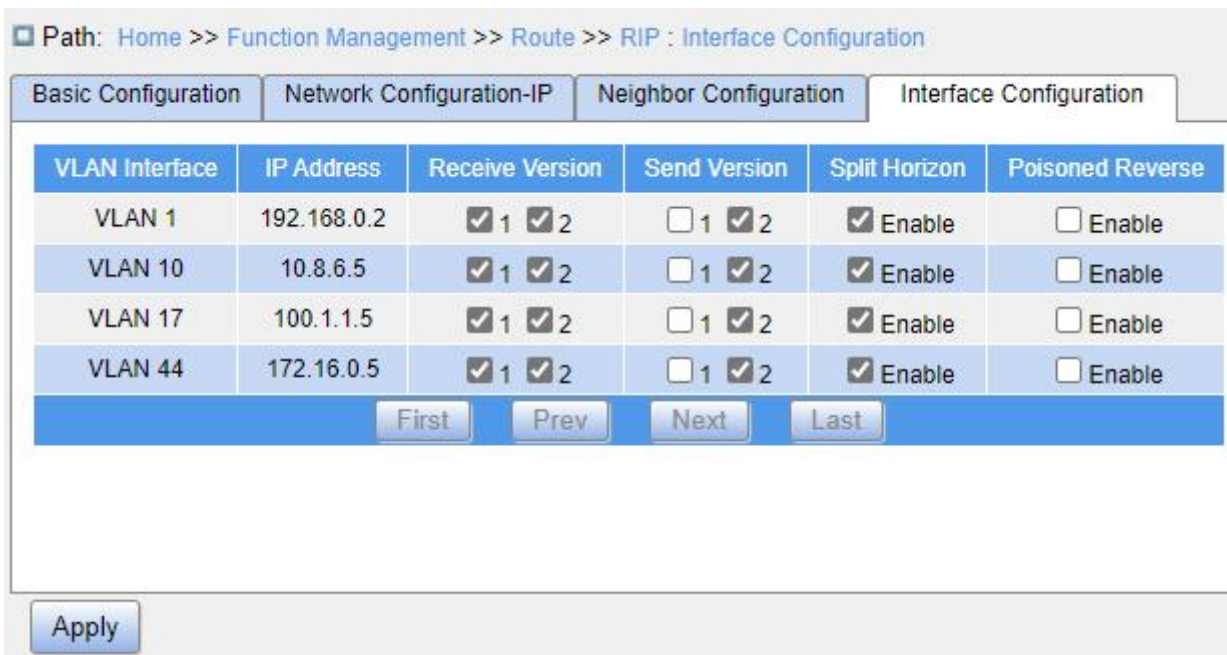 Path: Home >> Function Management >> Route >> RIP : Interface Configuration
Basic Configuration Network Configuration-IP Neighbor Configuration Interface Configuration
VLAN Interface IP Address Receive Version Send Version Split Horizon Poisoned Reverse
VLAN 1 192.168.0.2 1 2 1 2 Enable Enable
VLAN 10 10.8.6.5 1 2 1 2 Enable Enable
VLAN 17 100.1.1.5 1 2 1 2 Enable Enable
VLAN 44 172.16.0.5 1 2 1 2 Enable Enable
First Prev Next Last
Apply